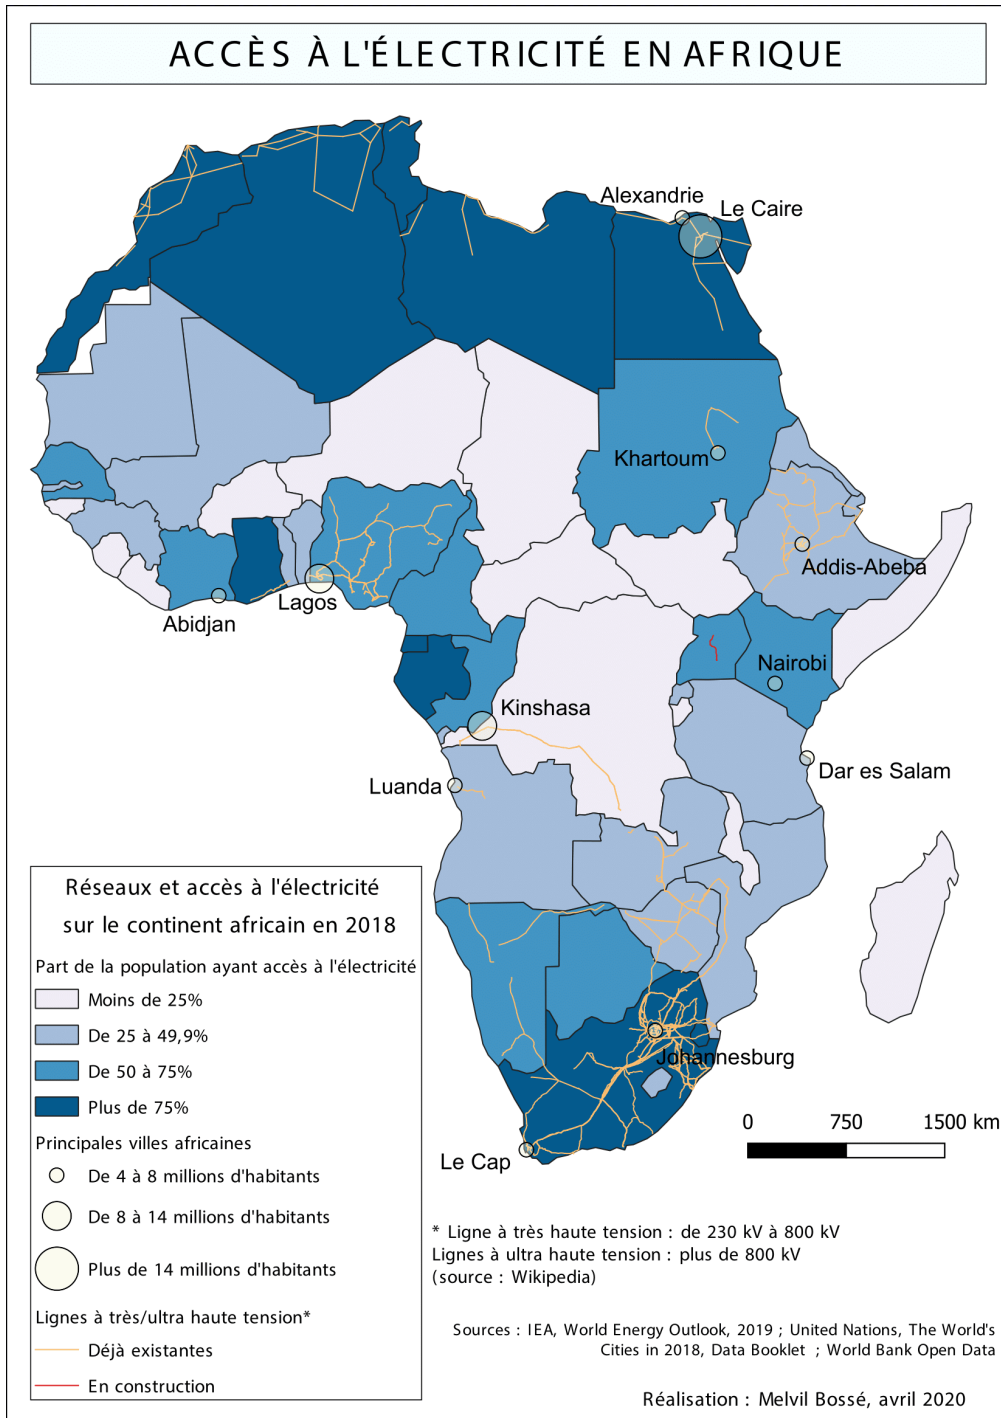 ACCÈS À L'ÉLECTRICITÉ EN AFRIQUE
Alexandrie
Le Caire
Khartoum
Addis-Abeba
Lagos
Abidjan
Nairobi
Kinshasa
Luanda
Dar es Salam
Johannesburg
Le Cap
0 750 1500 km
Réseaux et accès à l'électricité
sur le continent africain en 2018
Part de la population ayant accès à l'électricité
Moins de 25%
De 25 à 49,9%
De 50 à 75%
Plus de 75%
Principales villes africaines
De 4 à 8 millions d'habitants
De 8 à 14 millions d'habitants
Plus de 14 millions d'habitants
Lignes à très/ultra haute tension*
Déjà existantes
En construction
* Ligne à très haute tension : de 230 kV à 800 kV
Lignes à ultra haute tension : plus de 800 kV
(source : Wikipedia)
Sources : IEA, World Energy Outlook, 2019 ; United Nations, The World's
Cities in 2018, Data Booklet ; World Bank Open Data
Réalisation : Melvil Bossé, avril 2020